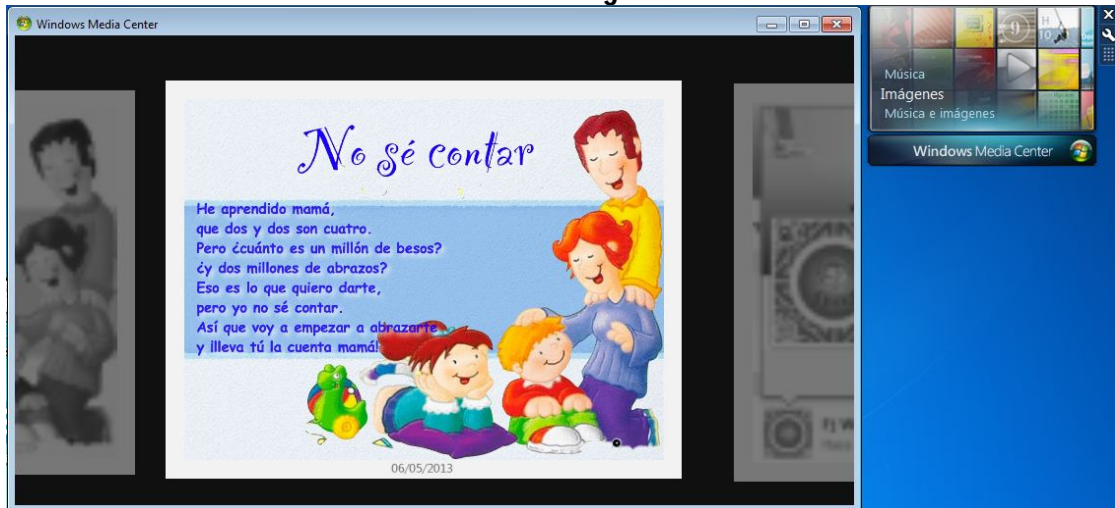 Windows Media Center
No sé contar
He aprendido mamá,
que dos y dos son cuatro.
Pero ¿cuánto es un millón de besos?
¿y dos millones de abrazos?
Eso es lo que quiero darte,
pero yo no sé contar.
Así que voy a empezar a abrazarte
y llleva tú la cuenta mamá!
06/05/2013
Música
Imágenes
Música e imágenes
9
Windows Media Center